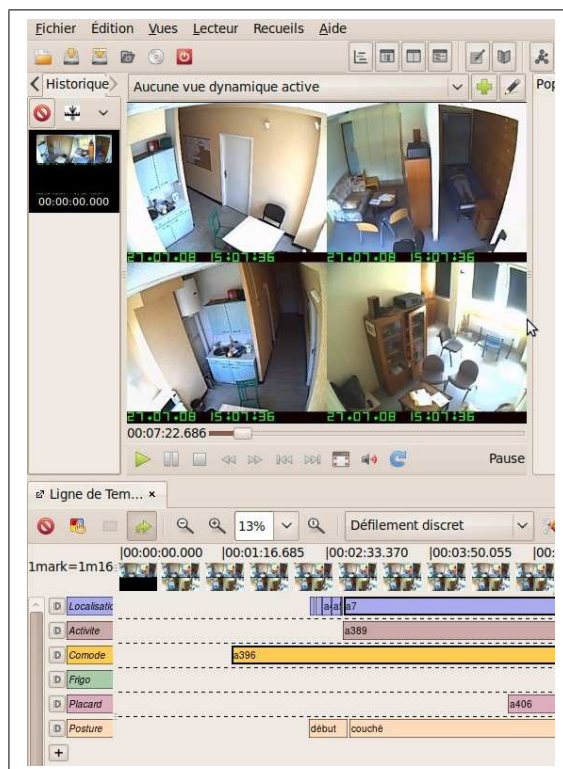 Fichier Édition Vues Lecteur Recueils Aide
Historique
Aucune vue dynamique active
Pop
00:00:00.000
27-07-08 15:07:36
27-07-08 15:07:36
27-07-08 15:07:36
27-07-08 15:07:36
00:07:22.686
Pause
Ligne de Tem... ×
13%
Défilement discret
00:00:00.000 00:01:16.685 00:02:33.370 00:03:50.055 00:
1mark=1m16
D Localisatio a7
D Activite a389
D Comode a396
D Frigo
D Placard a406
D Posture début couché
+